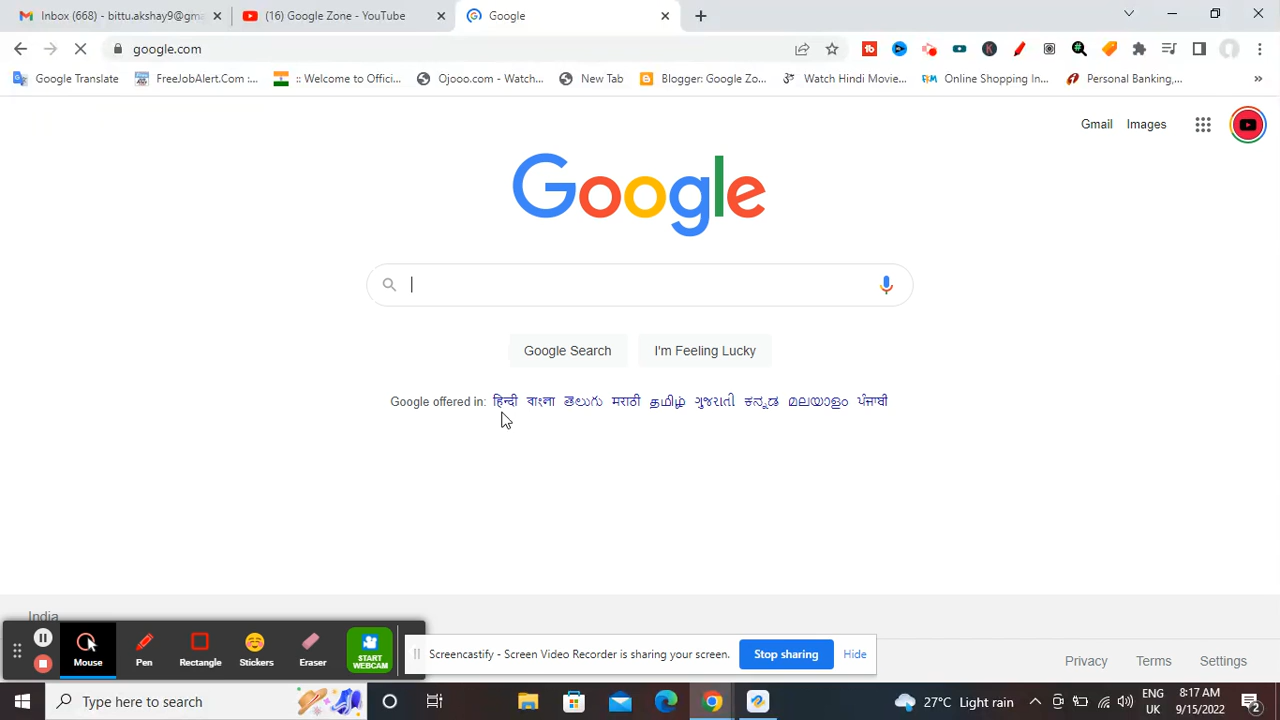 Inbox (668) - bittu.akshay9@gm
(16) Google Zone - YouTube
Google
google.com
Google Translate
FreeJobAlert.Com :...
:: Welcome to Offici...
Ojooo.com - Watch...
New Tab
Blogger: Google Zo...
Watch Hindi Movie...
Online Shopping In...
Personal Banking,...
»
Gmail Images
Google
Google Search I'm Feeling Lucky
Google offered in: हिन्दी বাংলা తెలుగు मराठी தமிழ் ગુજરાતી ಕನ್ನಡ മലയാളം ਪੰਜਾਬੀ
India
Mouse Pen Rectangle Stickers Eraser START WEBCAM
Screencastify - Screen Video Recorder is sharing your screen. Stop sharing Hide
Privacy Terms Settings
Type here to search
27°C Light rain
ENG
UK
8:17 AM
9/15/2022
2